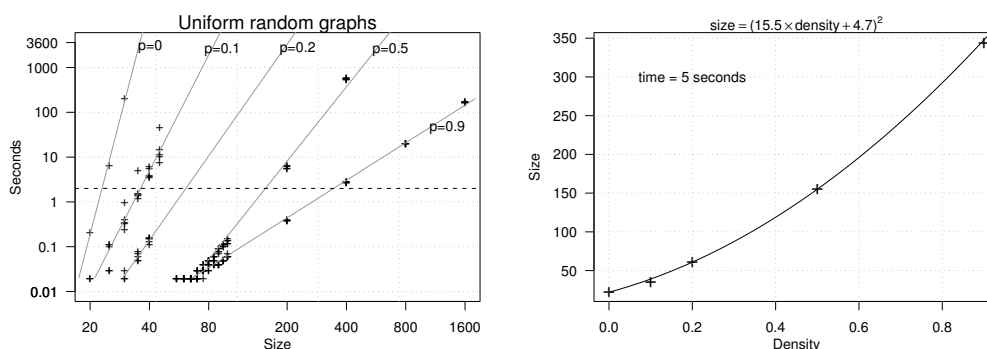 Uniform random graphs
3600
1000
100
10
1
0.1
0.01
Seconds
p=0
p=0.1
p=0.2
p=0.5
p=0.9
20
40
80
200
400
800
1600
Size
size = (15.5 × density + 4.7)²
350
300
250
200
150
100
50
Size
time = 5 seconds
0.0
0.2
0.4
0.6
0.8
Density